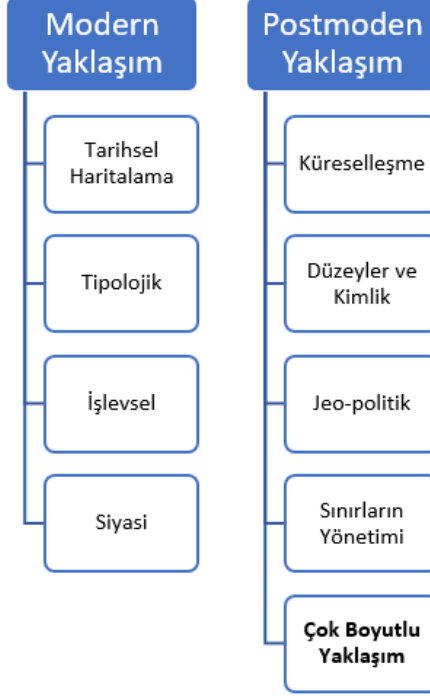 Modern
Yaklaşım
Tarihsel
Haritalama
Tipolojik
İşlevsel
Siyasi
Postmoden
Yaklaşım
Küreselleşme
Düzeyler ve
Kimlik
Jeo-politik
Sınırların
Yönetimi
Çok Boyutlu
Yaklaşım